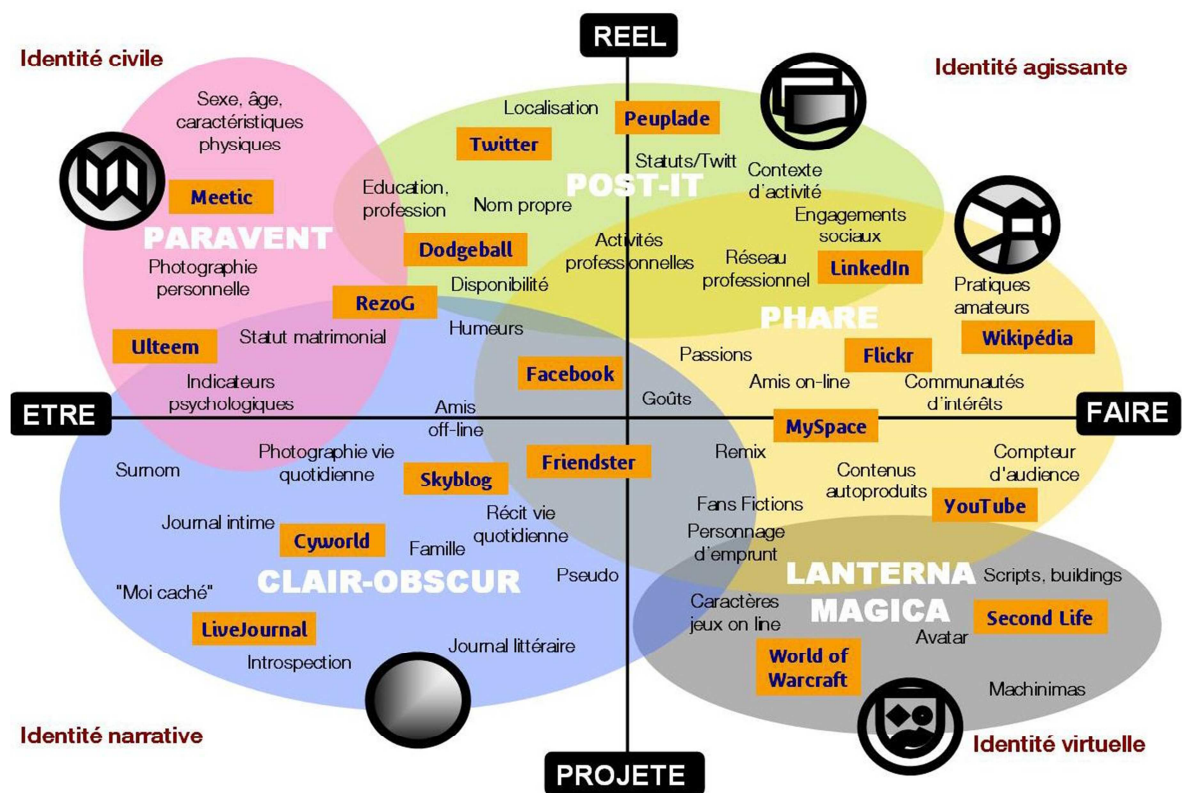 REEL
Identité civile
Identité agissante
Sexe, âge,
caractéristiques
physiques
Localisation
Peuplade
Twitter
Statuts/Twitt
Contexte
d'activité
POST-IT
Meetic
Education,
profession
Nom propre
Engagements
sociaux
PARAVENT
Dodgeball
Activités
professionnelles
Réseau
professionnel
LinkedIn
Photographie
personnelle
Disponibilité
Pratiques
amateurs
RezoG
PHARE
Humeurs
Statut matrimonial
Ulteem
Wikipédia
Passions
Flickr
Facebook
Indicateurs
psychologiques
Amis on-line
Communautés
d'intérêts
Goûts
ETRE
FAIRE
Amis
off-line
MySpace
Photographie vie
quotidienne
Friendster
Remix
Compteur
d'audience
Surnom
Skyblog
Contenus
autoproduits
YouTube
Récit vie
quotidienne
Fans Fictions
Journal intime
Cyworld
Famille
Personnage
d'emprunt
CLAIR-OBSCUR
Pseudo
LANTERNA
MAGICA
Scripts, buildings
"Moi caché"
Caractères
jeux on line
Second Life
LiveJournal
Avatar
Journal littéraire
Introspection
World of
Warcraft
Machinimas
Identité narrative
Identité virtuelle
PROJETE